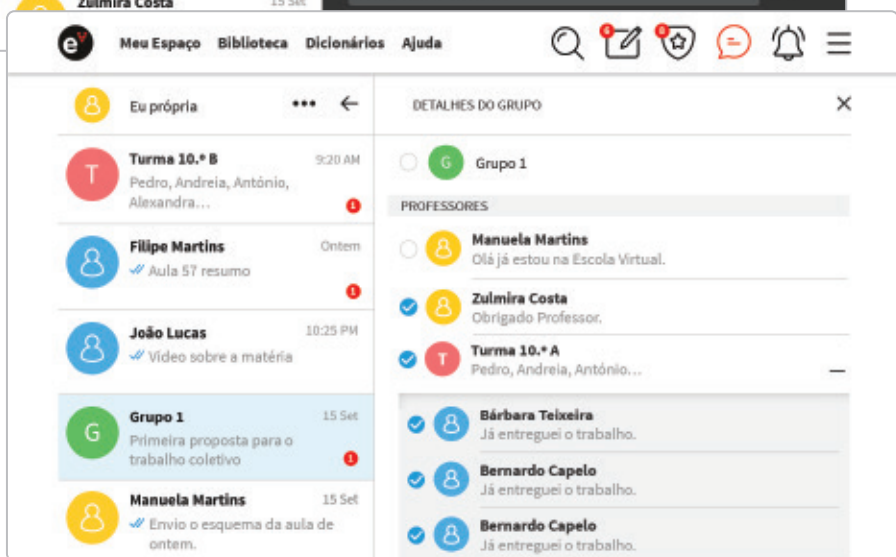 Zulmira Costa 15 Set
ev Meu Espaço Biblioteca Dicionários Ajuda
Eu própria
Turma 10.ª B 9:20 AM
Pedro, Andreia, António,
Alexandra...
1
Filipe Martins Ontem
Aula 57 resumo
1
João Lucas 10:25 PM
Vídeo sobre a matéria
G
Grupo 1 15 Set
Primeira proposta para o
trabalho coletivo
1
Manuela Martins 15 Set
Envio o esquema da aula de
ontem.
DETALHES DO GRUPO
G Grupo 1
PROFESSORES
Manuela Martins
Olá já estou na Escola Virtual.
Zulmira Costa
Obrigado Professor.
T Turma 10.ª A
Pedro, Andreia, António...
Bárbara Teixeira
Já entreguei o trabalho.
Bernardo Capelo
Já entreguei o trabalho.
Bernardo Capelo
Já entreguei o trabalho.